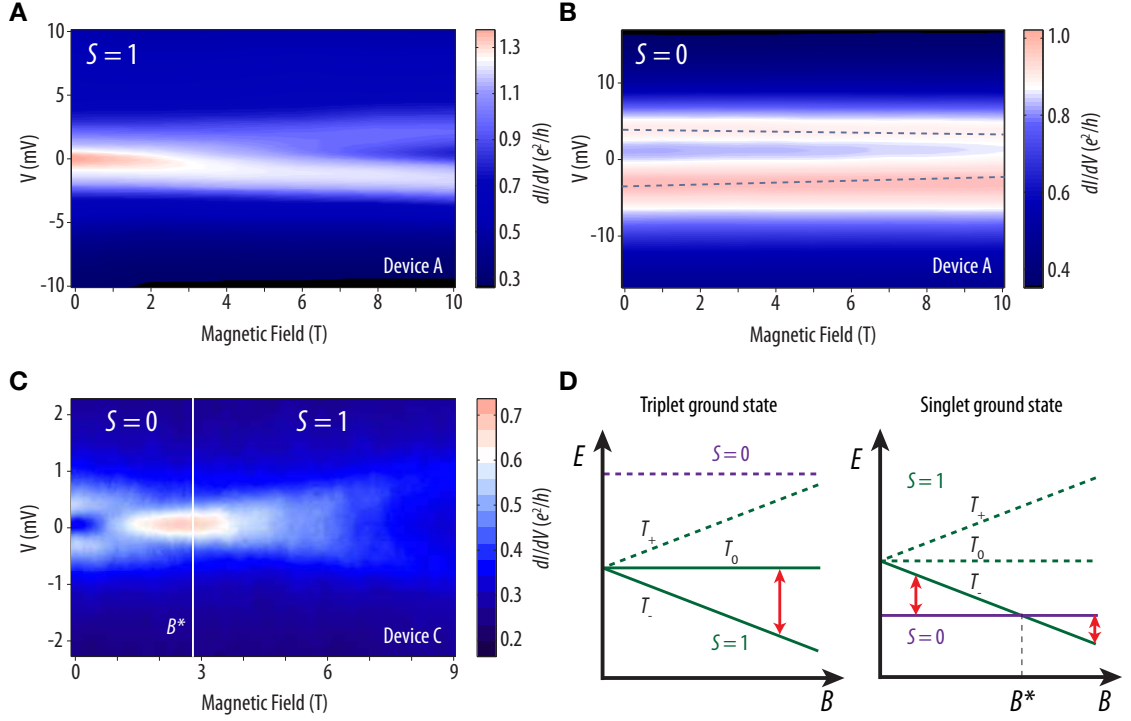 A
S = 1
V (mV)
10
5
0
-5
-10
0
2
4
6
8
10
Magnetic Field (T)
Device A
1.3
1.1
0.9
0.7
0.5
0.3
dI/dV (e²/h)
B
S = 0
V (mV)
10
0
-10
0
2
4
6
8
10
Magnetic Field (T)
Device A
1.0
0.8
0.6
0.4
dI/dV (e²/h)
C
S = 0
S = 1
V (mV)
2
1
0
-1
-2
0
3
6
9
Magnetic Field (T)
B*
Device C
0.7
0.6
0.5
0.4
0.3
0.2
dI/dV (e²/h)
D
Triplet ground state
E
S = 0
T+
T0
T-
S = 1
B
Singlet ground state
E
S = 1
T+
T0
T-
S = 0
B*
B